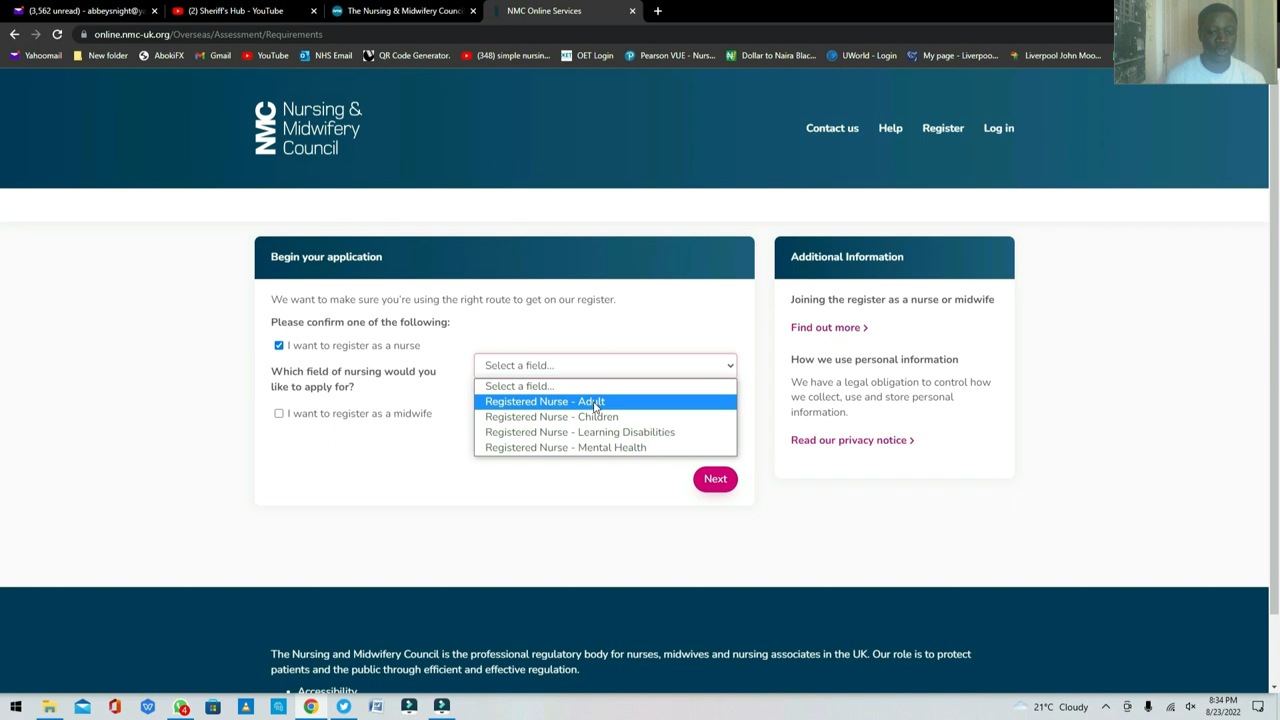 (3,562 unread) - abbeysnight@y
(2) Sheriff's Hub - YouTube
The Nursing & Midwifery Counci
NMC Online Services
online.nmc-uk.org/Overseas/Assessment/Requirements
Yahoomail
New folder
AbokiFX
Gmail
YouTube
NHS Email
QR Code Generator.
(348) simple nursin...
OET Login
Pearson VUE - Nurs...
Dollar to Naira Blac...
UWorld - Login
My page - Liverpoo...
Liverpool John Moo...
NMC
Nursing &
Midwifery
Council
Contact us
Help
Register
Log in
Begin your application
We want to make sure you're using the right route to get on our register.
Please confirm one of the following:
I want to register as a nurse
Which field of nursing would you
like to apply for?
Select a field...
Select a field...
Registered Nurse - Adult
Registered Nurse - Children
Registered Nurse - Learning Disabilities
Registered Nurse - Mental Health
I want to register as a midwife
Next
Additional Information
Joining the register as a nurse or midwife
Find out more >
How we use personal information
We have a legal obligation to control how
we collect, use and store personal
information.
Read our privacy notice >
The Nursing and Midwifery Council is the professional regulatory body for nurses, midwives and nursing associates in the UK. Our role is to protect
patients and the public through efficient and effective regulation.
• Accessibility
4
21°C Cloudy
8:34 PM
8/23/2022